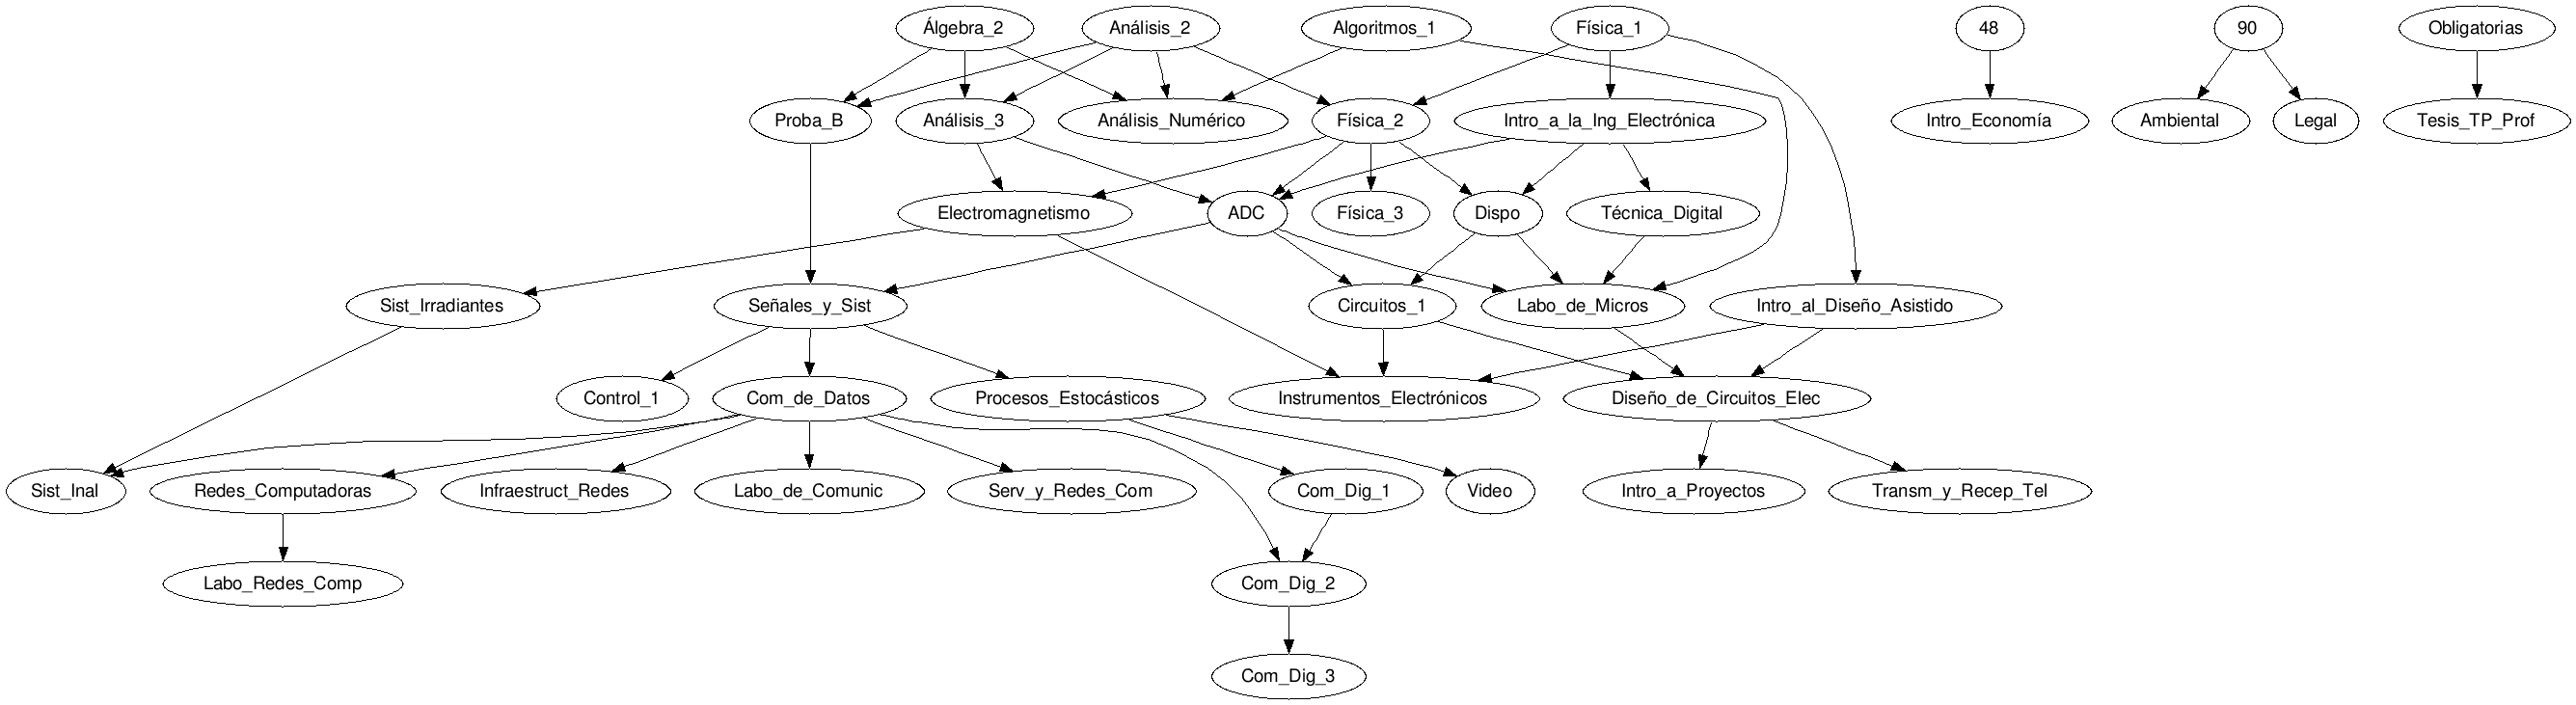 Álgebra_2
Análisis_2
Algoritmos_1
Física_1
48
90
Obligatorias
Proba_B
Análisis_3
Análisis_Numérico
Física_2
Intro_a_la_Ing_Electrónica
Intro_Economía
Ambiental
Legal
Tesis_TP_Prof
Electromagnetismo
ADC
Física_3
Dispo
Técnica_Digital
Sist_Irradiantes
Señales_y_Sist
Circuitos_1
Labo_de_Micros
Intro_al_Diseño_Asistido
Control_1
Com_de_Datos
Procesos_Estocásticos
Instrumentos_Electrónicos
Diseño_de_Circuitos_Elec
Sist_Inal
Redes_Computadoras
Infraestruct_Redes
Labo_de_Comunic
Serv_y_Redes_Com
Com_Dig_1
Video
Intro_a_Proyectos
Transm_y_Recep_Tel
Labo_Redes_Comp
Com_Dig_2
Com_Dig_3